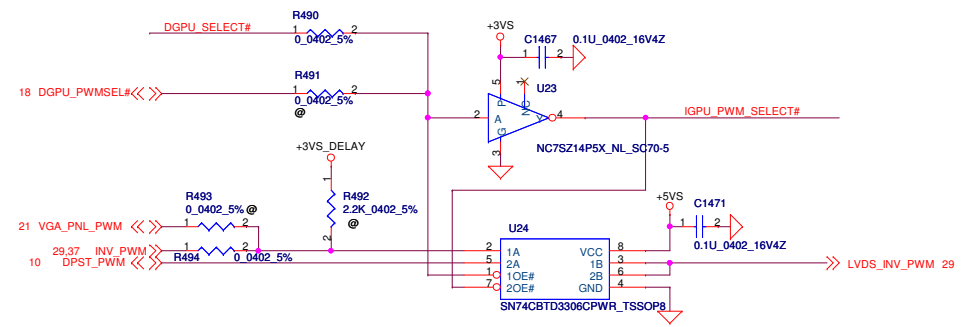 DGPU_SELECT#
R490
1 2
0_0402_5%
18 DGPU_PWMSEL#
R491
1 2
0_0402_5%
@
+3VS
C1467
1 2
0.1U_0402_16V4Z
U23
5
1
P
NC
2 A
Y 4
G
3
NC7SZ14P5X_NL_SC70-5
IGPU_PWM_SELECT#
+3VS_DELAY
1
R492
2.2K_0402_5%
@
2
R493
0_0402_5% @
21 VGA_PNL_PWM
1 2
29,37 INV_PWM
1 2
R494 0_0402_5%
10 DPST_PWM
U24
2 1A
5 2A
1 1OE#
7 2OE#
VCC 8
1B 3
2B 6
GND 4
SN74CBTD3306CPWR_TSSOP8
+5VS
C1471
1 2
0.1U_0402_16V4Z
LVDS_INV_PWM 29